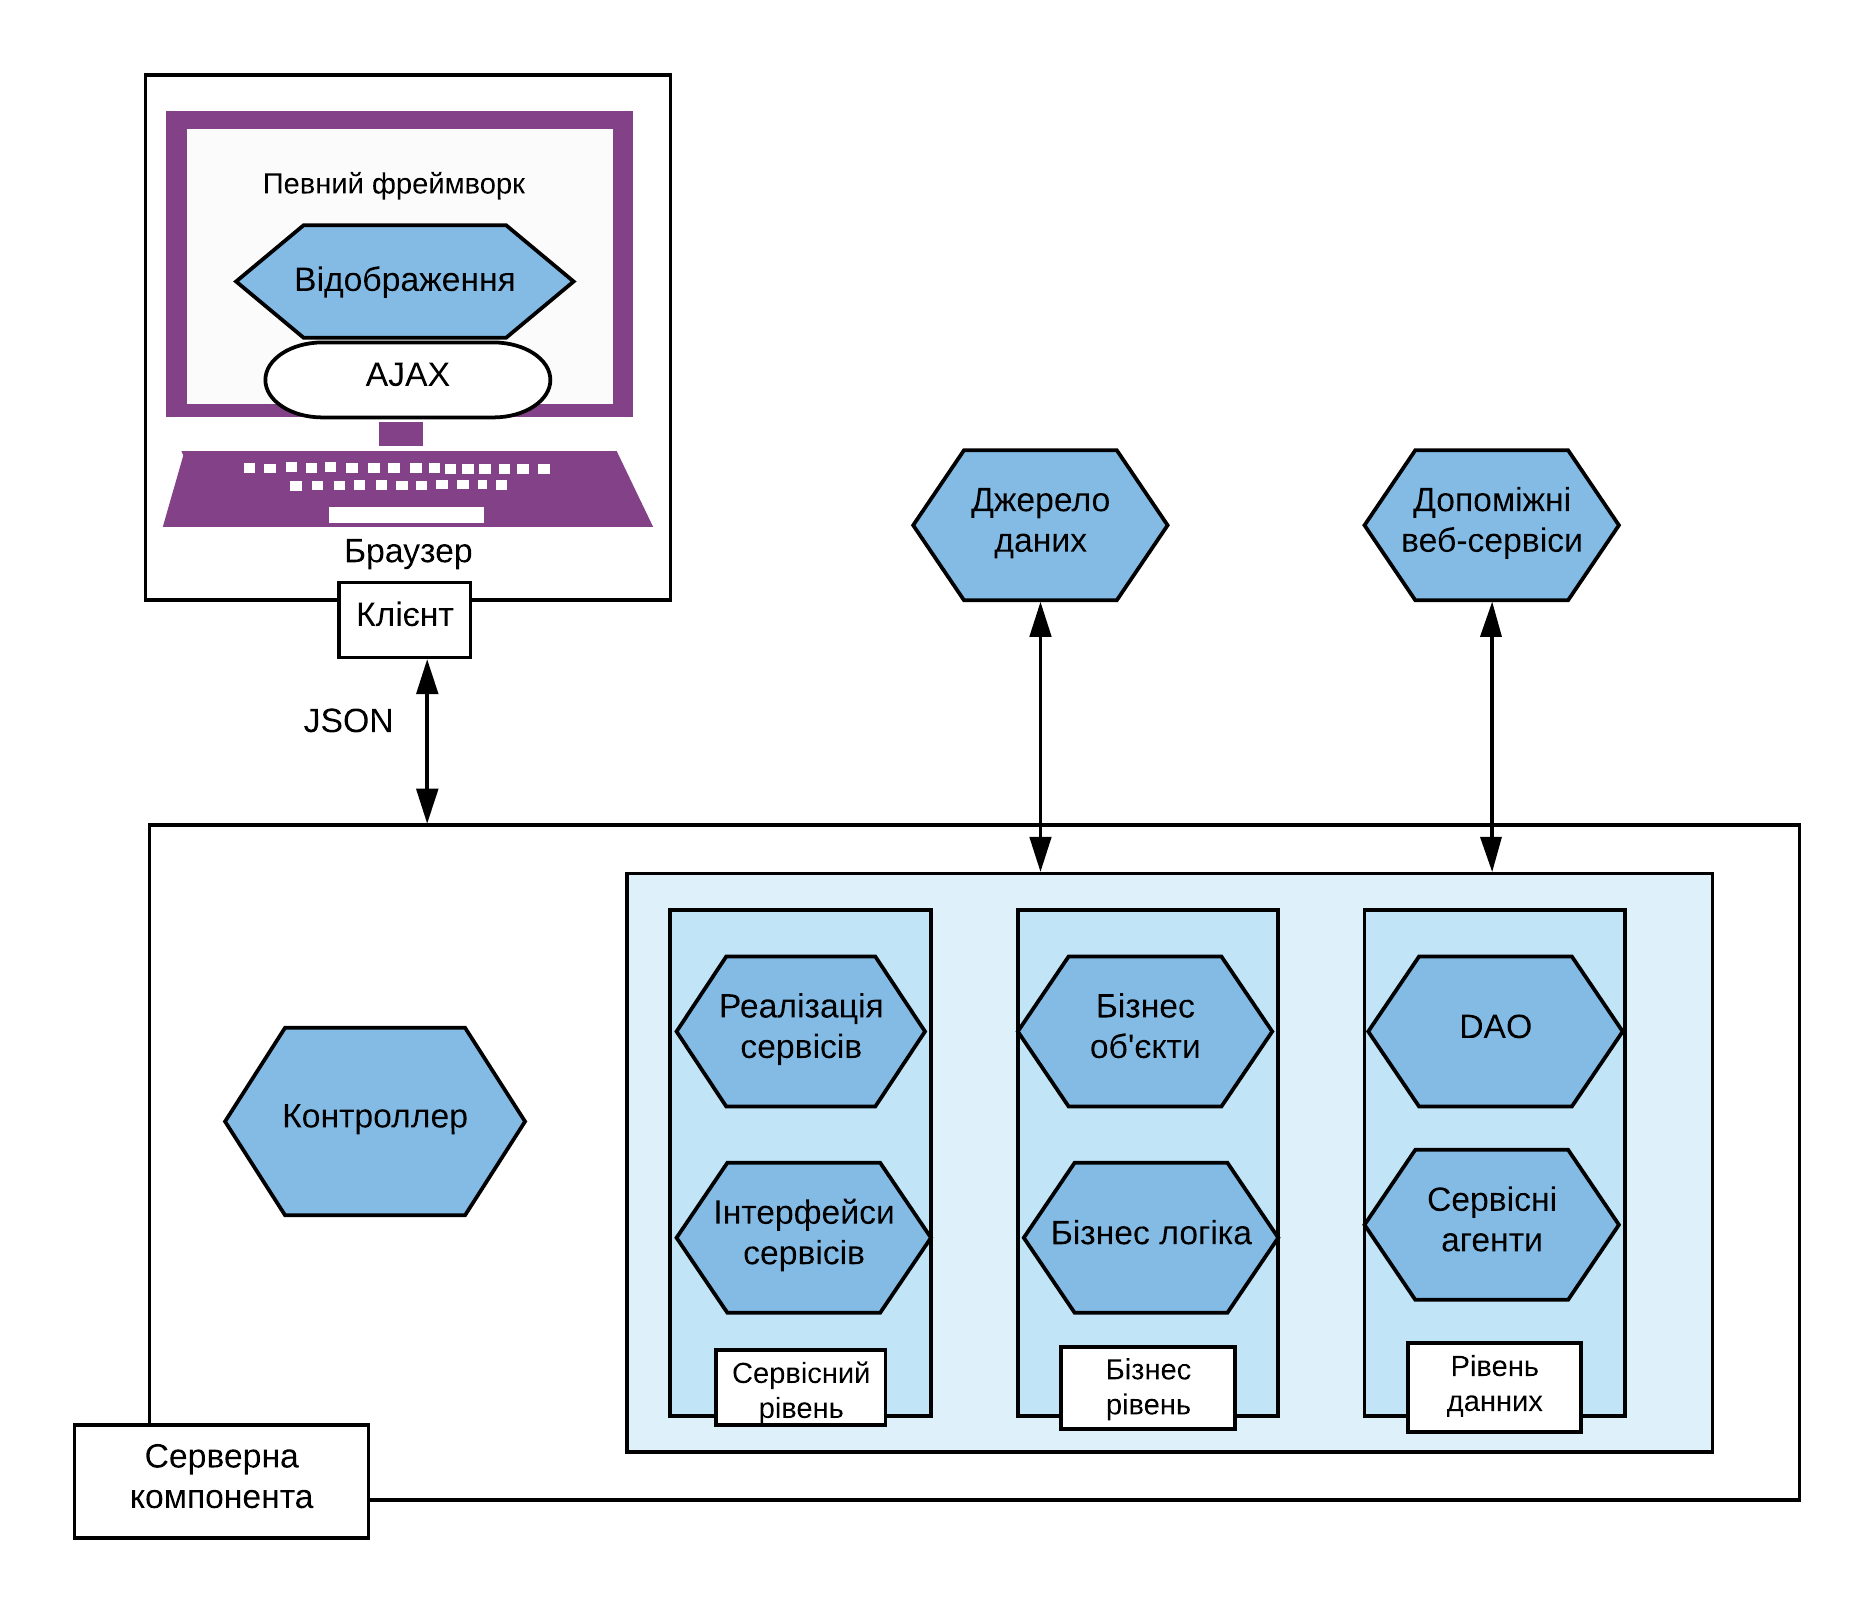 Певний фреймворк
Відображення
AJAX
Браузер
Клієнт
JSON
Джерело
даних
Допоміжні
веб-сервіси
Контроллер
Реалізація
сервісів
Інтерфейси
сервісів
Сервісний
рівень
Бізнес
об'єкти
Бізнес логіка
Бізнес
рівень
DAO
Сервісні
агенти
Рівень
данних
Серверна
компонента